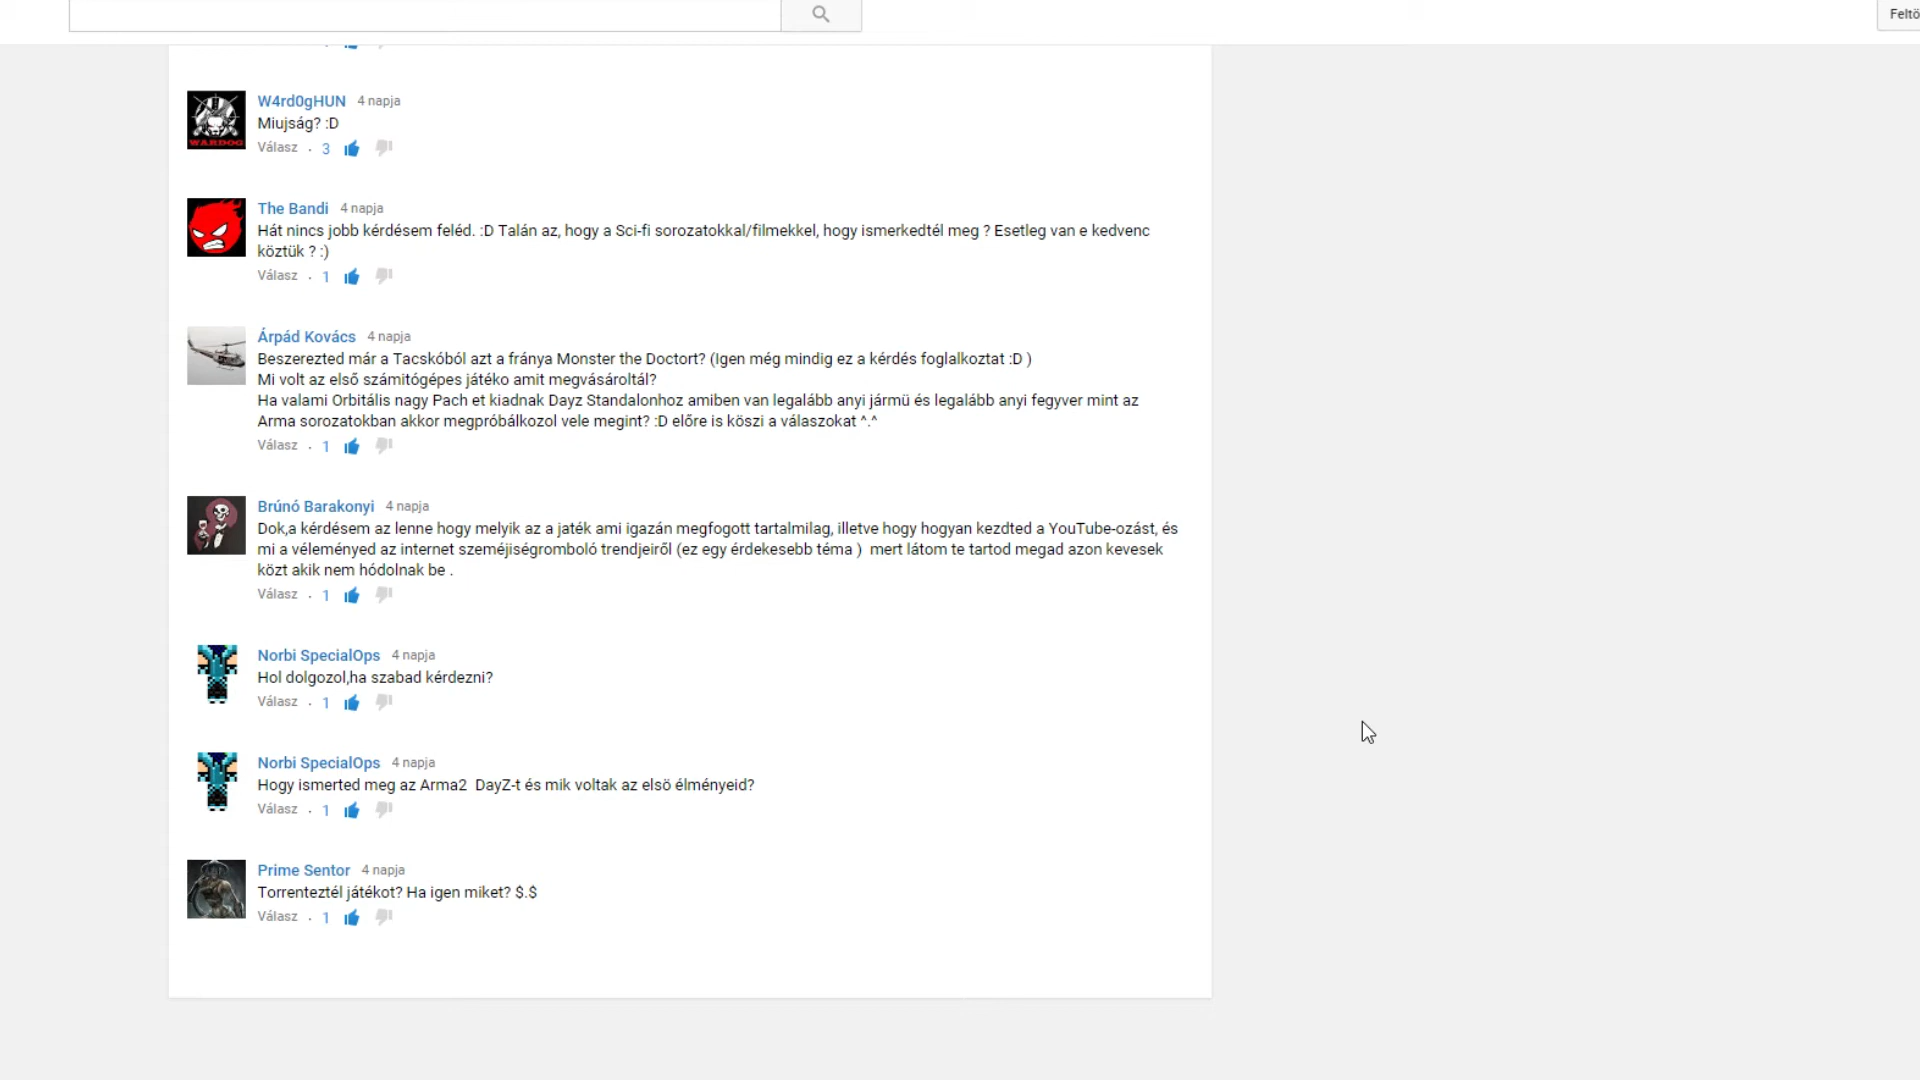 Feltö
W4rd0gHUN 4 napja
Miujság? :D
Válasz · 3
WARDOG
The Bandi 4 napja
Hát nincs jobb kérdésem feléd. :D Talán az, hogy a Sci-fi sorozatokkal/filmekkel, hogy ismerkedtél meg ? Esetleg van e kedvenc
köztük ? :)
Válasz · 1
Árpád Kovács 4 napja
Beszerezted már a Tacskóból azt a fránya Monster the Doctort? (Igen még mindig ez a kérdés foglalkoztat :D )
Mi volt az első számitógépes játéko amit megvásároltál?
Ha valami Orbitális nagy Pach et kiadnak Dayz Standalonhoz amiben van legalább anyi jármü és legalább anyi fegyver mint az
Arma sorozatokban akkor megpróbálkozol vele megint? :D előre is köszi a válaszokat ^.^
Válasz · 1
Brúnó Barakonyi 4 napja
Dok,a kérdésem az lenne hogy melyik az a jaték ami igazán megfogott tartalmilag, illetve hogy hogyan kezdted a YouTube-ozást, és
mi a véleményed az internet szeméjiségromboló trendjeiről (ez egy érdekesebb téma )  mert látom te tartod megad azon kevesek
közt akik nem hódolnak be .
Válasz · 1
Norbi SpecialOps 4 napja
Hol dolgozol,ha szabad kérdezni?
Válasz · 1
Norbi SpecialOps 4 napja
Hogy ismerted meg az Arma2  DayZ-t és mik voltak az elsö élményeid?
Válasz · 1
Prime Sentor 4 napja
Torrenteztél játékot? Ha igen miket? $.$
Válasz · 1